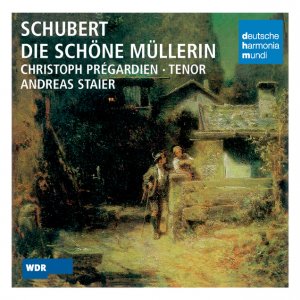 SCHUBERT
DIE SCHÖNE MÜLLERIN
CHRISTOPH PRÉGARDIEN · TENOR
ANDREAS STAIER
deutsche
harmonia
mundi
WDR